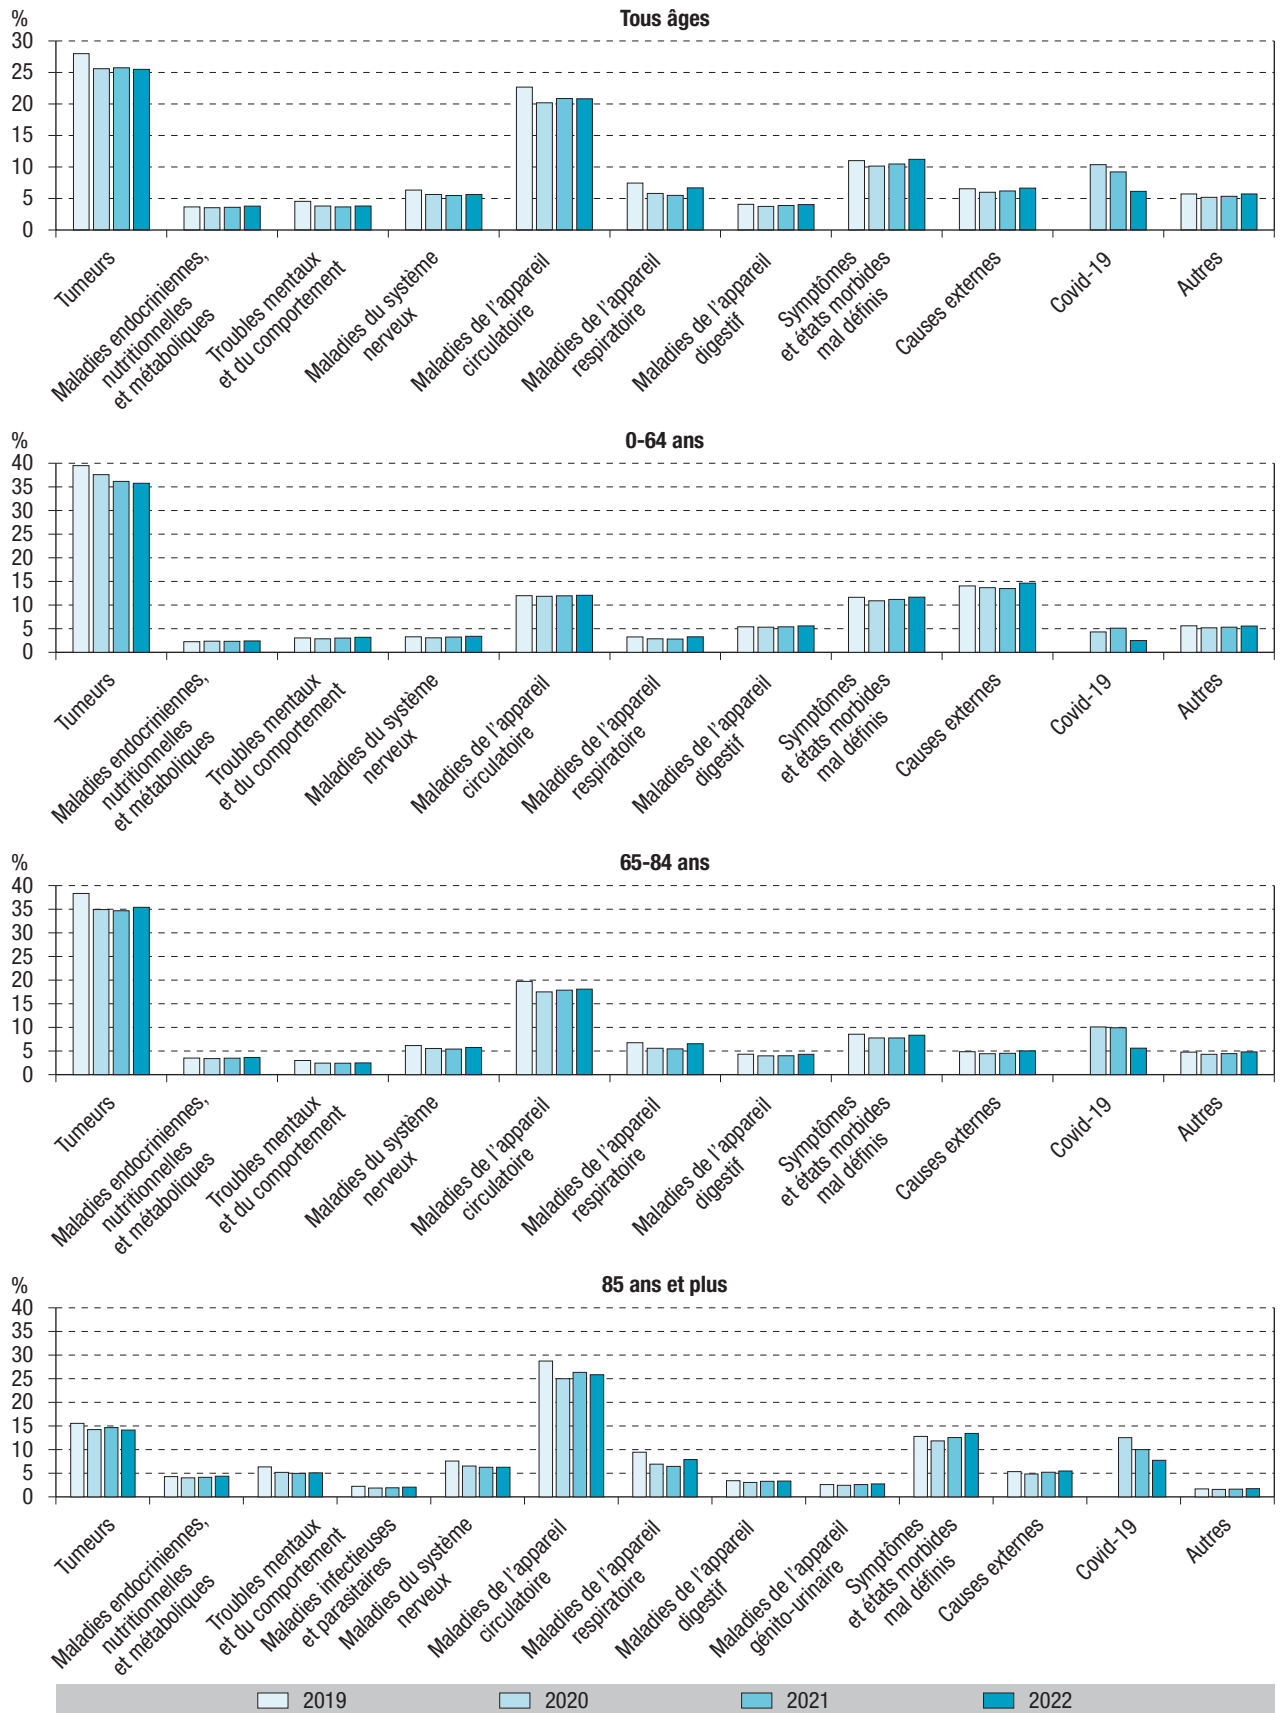 %
Tous âges
30
25
20
15
10
5
0
Tumeurs
Maladies endocriniennes,
nutritionnelles
et métaboliques
Troubles mentaux
et du comportement
Maladies du système
nerveux
Maladies de l'appareil
circulatoire
Maladies de l'appareil
respiratoire
Maladies de l'appareil
digestif
Symptômes
et états morbides
mal définis
Causes externes
Covid-19
Autres
%
0-64 ans
40
35
30
25
20
15
10
5
0
Tumeurs
Maladies endocriniennes,
nutritionnelles
et métaboliques
Troubles mentaux
et du comportement
Maladies du système
nerveux
Maladies de l'appareil
circulatoire
Maladies de l'appareil
respiratoire
Maladies de l'appareil
digestif
Symptômes
et états morbides
mal définis
Causes externes
Covid-19
Autres
%
65-84 ans
40
35
30
25
20
15
10
5
0
Tumeurs
Maladies endocriniennes,
nutritionnelles
et métaboliques
Troubles mentaux
et du comportement
Maladies du système
nerveux
Maladies de l'appareil
circulatoire
Maladies de l'appareil
respiratoire
Maladies de l'appareil
digestif
Symptômes
et états morbides
mal définis
Causes externes
Covid-19
Autres
%
85 ans et plus
40
35
30
25
20
15
10
5
0
Tumeurs
Maladies endocriniennes,
nutritionnelles
et métaboliques
Troubles mentaux
et du comportement
Maladies infectieuses
et parasitaires
Maladies du système
nerveux
Maladies de l'appareil
circulatoire
Maladies de l'appareil
respiratoire
Maladies de l'appareil
digestif
Maladies de l'appareil
génito-urinaire
Symptômes
et états morbides
mal définis
Causes externes
Covid-19
Autres
2019
2020
2021
2022